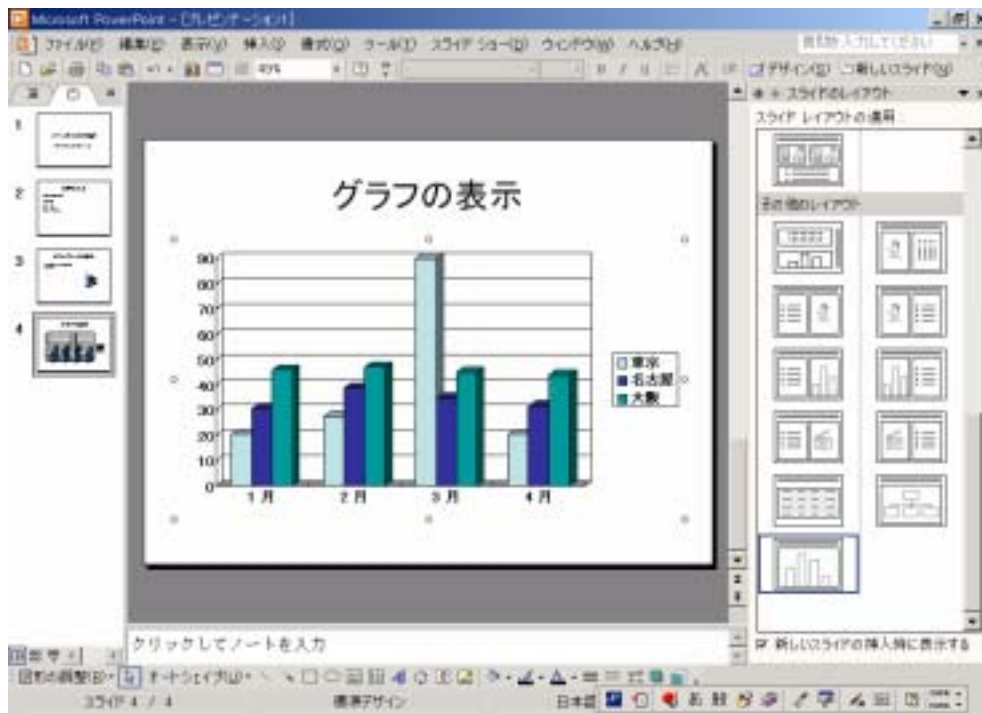 Microsoft PowerPoint - [プレゼンテーション1]
ファイル(F) 編集(E) 表示(V) 挿入(I) 書式(O) ツール(T) スライド ショー(D) ウィンドウ(W) ヘルプ(H)
49% デザイン(S) 新しいスライド(N)
スライドのレイアウト
スライド レイアウトの適用:
その他のレイアウト
1
2
3
4
グラフの表示
90
80
70
60
50
40
30
20
10
0
1月 2月 3月 4月
東京
名古屋
大阪
クリックしてノートを入力
新しいスライドの挿入時に表示する
図形の調整(R) オートシェイプ(U)
スライド 4 / 4 標準デザイン 日本語